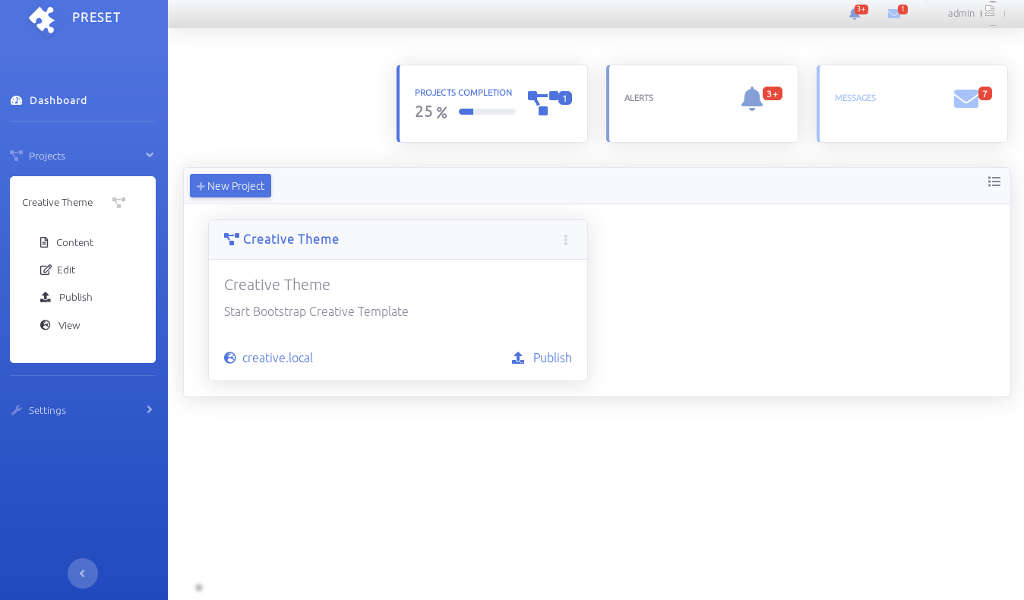 PRESET
3+
1
admin
Dashboard
Projects
Creative Theme
Content
Edit
Publish
View
Settings
PROJECTS COMPLETION
25 %
1
ALERTS
3+
MESSAGES
7
New Project
Creative Theme
Creative Theme
Start Bootstrap Creative Template
creative.local
Publish